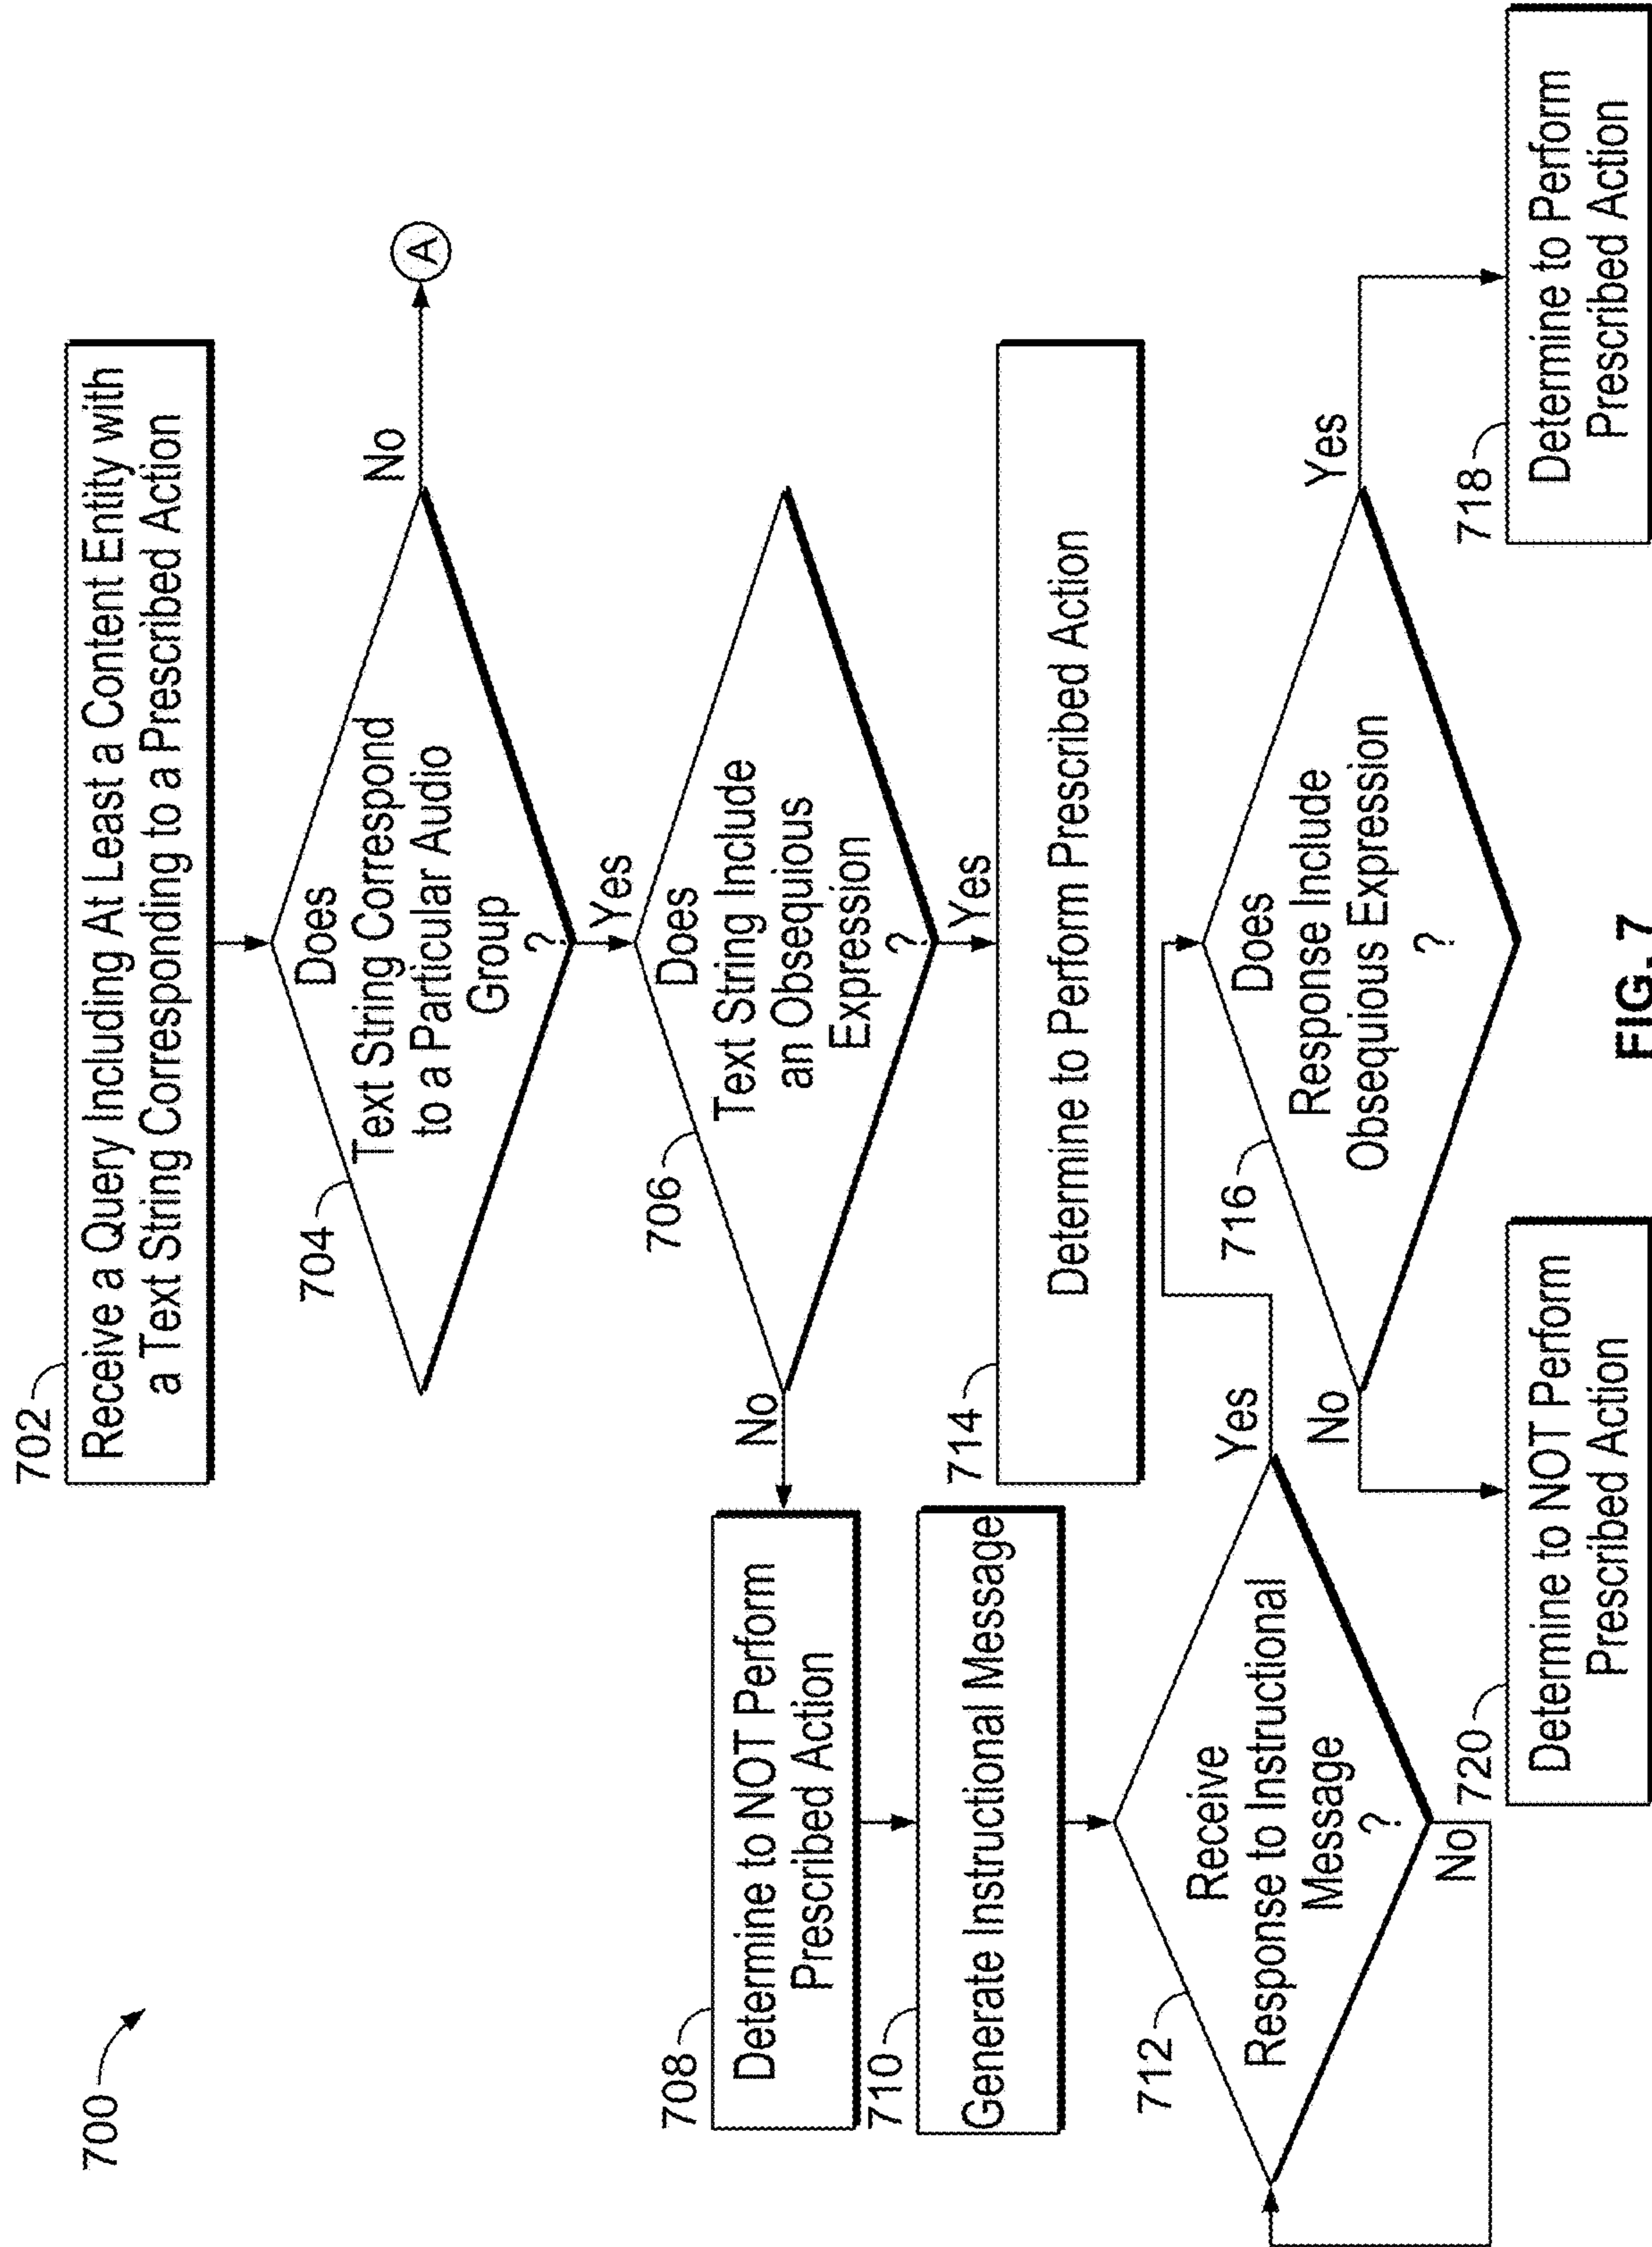 700
702
Receive a Query Including At Least a Content Entity with
a Text String Corresponding to a Prescribed Action
704
Does
Text String Correspond
to a Particular Audio
Group
?
No
A
Yes
706
Does
Text String Include
an Obsequious
Expression
?
No
Yes
708
Determine to NOT Perform
Prescribed Action
710
Generate Instructional Message
712
Receive
Response to Instructional
Message
?
Yes
No
714
Determine to Perform Prescribed Action
716
Does
Response Include
Obsequious Expression
?
No
Yes
720
Determine to NOT Perform
Prescribed Action
718
Determine to Perform
Prescribed Action
FIG. 7